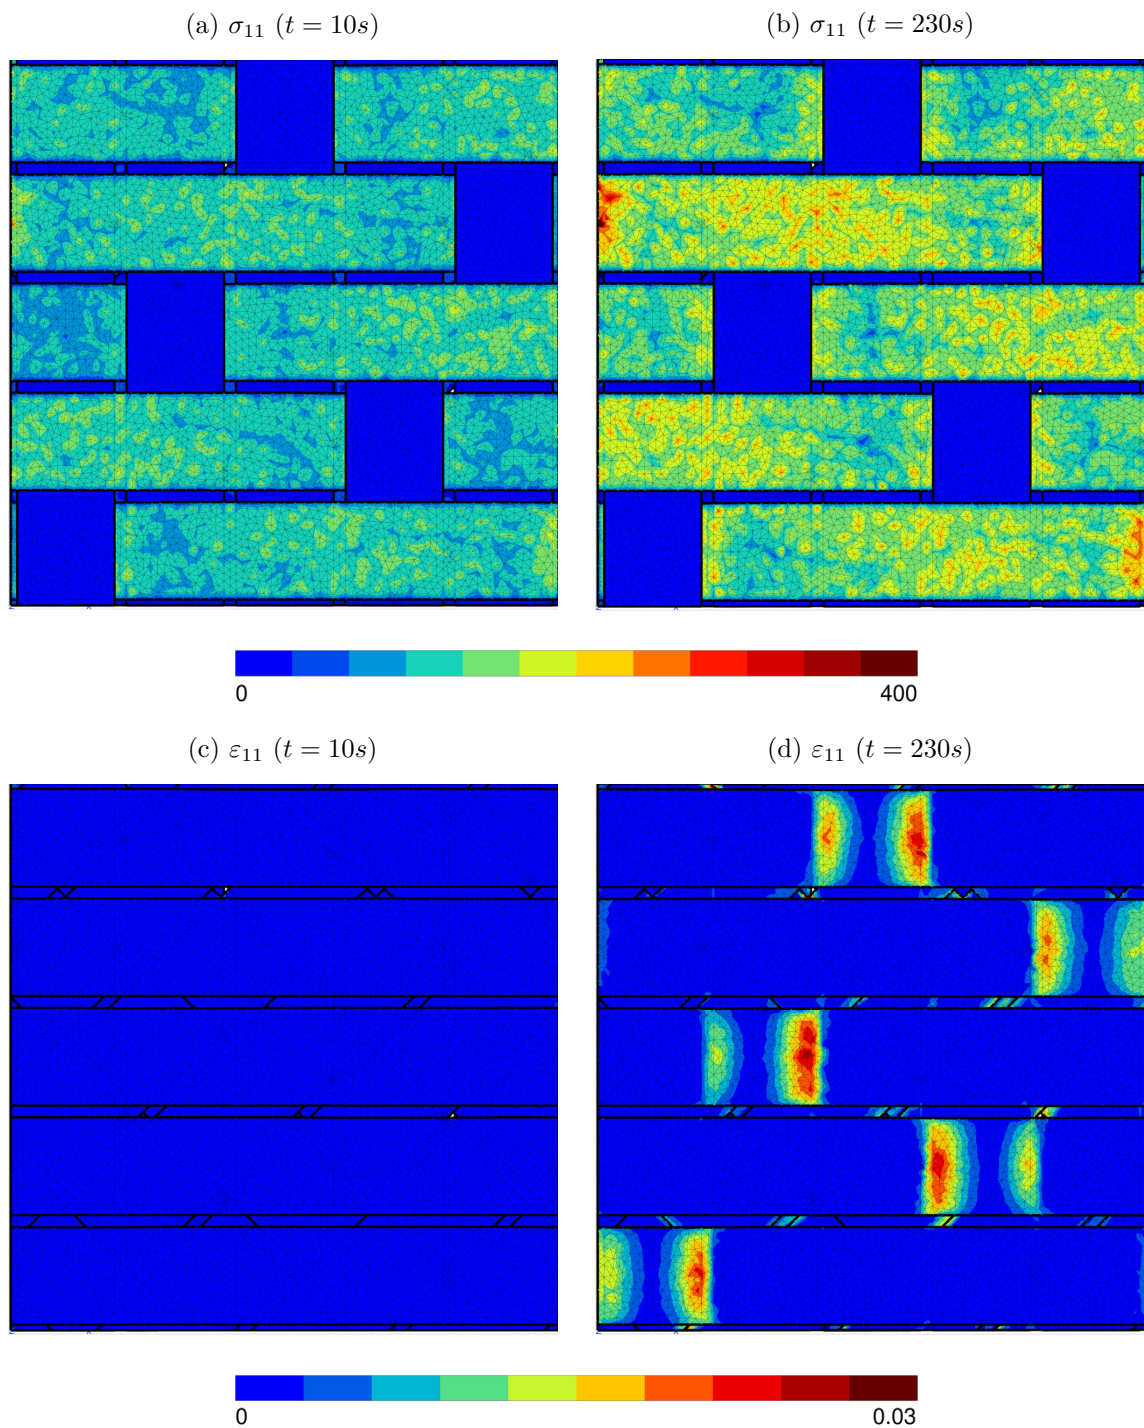 (a) σ₁₁ (t = 10s)
(b) σ₁₁ (t = 230s)
0
400
(c) ε₁₁ (t = 10s)
(d) ε₁₁ (t = 230s)
0
0.03